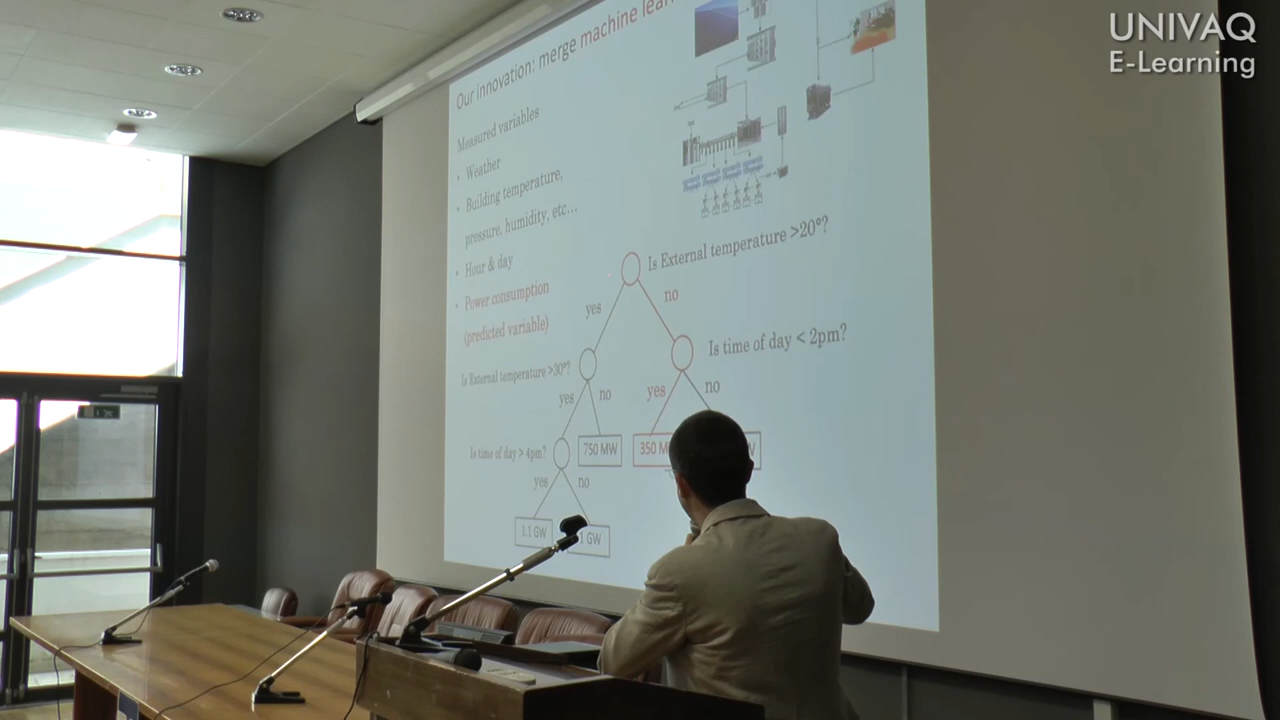 UNIVAQ
E-Learning
Our innovation: merge machine
Measured variables
• Weather
• Building temperature,
pressure, humidity, etc...
• Hour & day
• Power consumption
(predicted variable)
Is External temperature >20°?
yes
no
Is time of day < 2pm?
Is External temperature >30°?
yes
no
yes
no
Is time of day > 4pm?
750 MW
350
yes
no
1.1 GW
GW